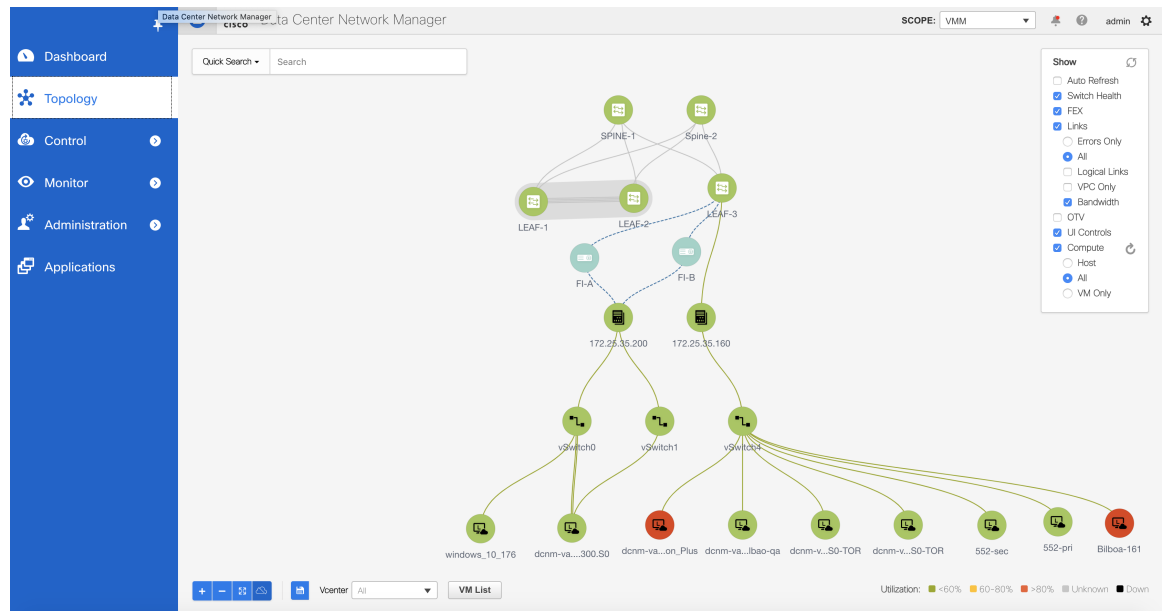 Data Center Network Manager
cisco Data Center Network Manager
SCOPE: VMM
admin
Dashboard
Topology
Control
Monitor
Administration
Applications
Quick Search
Search
Show
Auto Refresh
Switch Health
FEX
Links
Errors Only
All
Logical Links
VPC Only
Bandwidth
OTV
UI Controls
Compute
Host
All
VM Only
SPINE-1
Spine-2
LEAF-1
LEAF-2
LEAF-3
FI-A
FI-B
172.25.35.200
172.25.35.160
vSwitch0
vSwitch1
vSwitch4
windows_10_176
dcnm-va....300.S0
dcnm-va...on_Plus
dcnm-va...lbao-qa
dcnm-v...S0-TOR
dcnm-v...S0-TOR
552-sec
552-pri
Bilboa-161
Vcenter All
VM List
Utilization: <60% 60-80% >80% Unknown Down